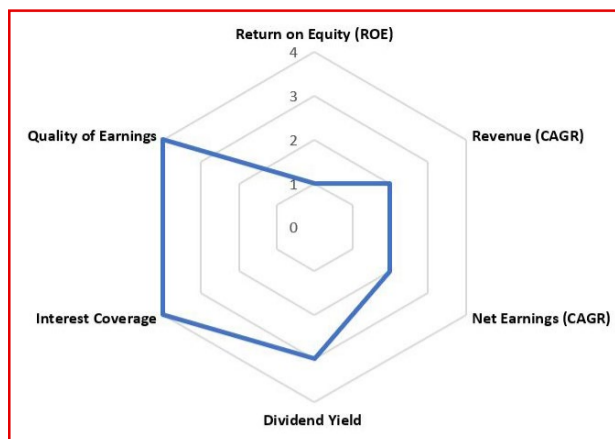 Return on Equity (ROE)
4
3
Quality of Earnings
2
Revenue (CAGR)
1
0
Interest Coverage
Net Earnings (CAGR)
Dividend Yield